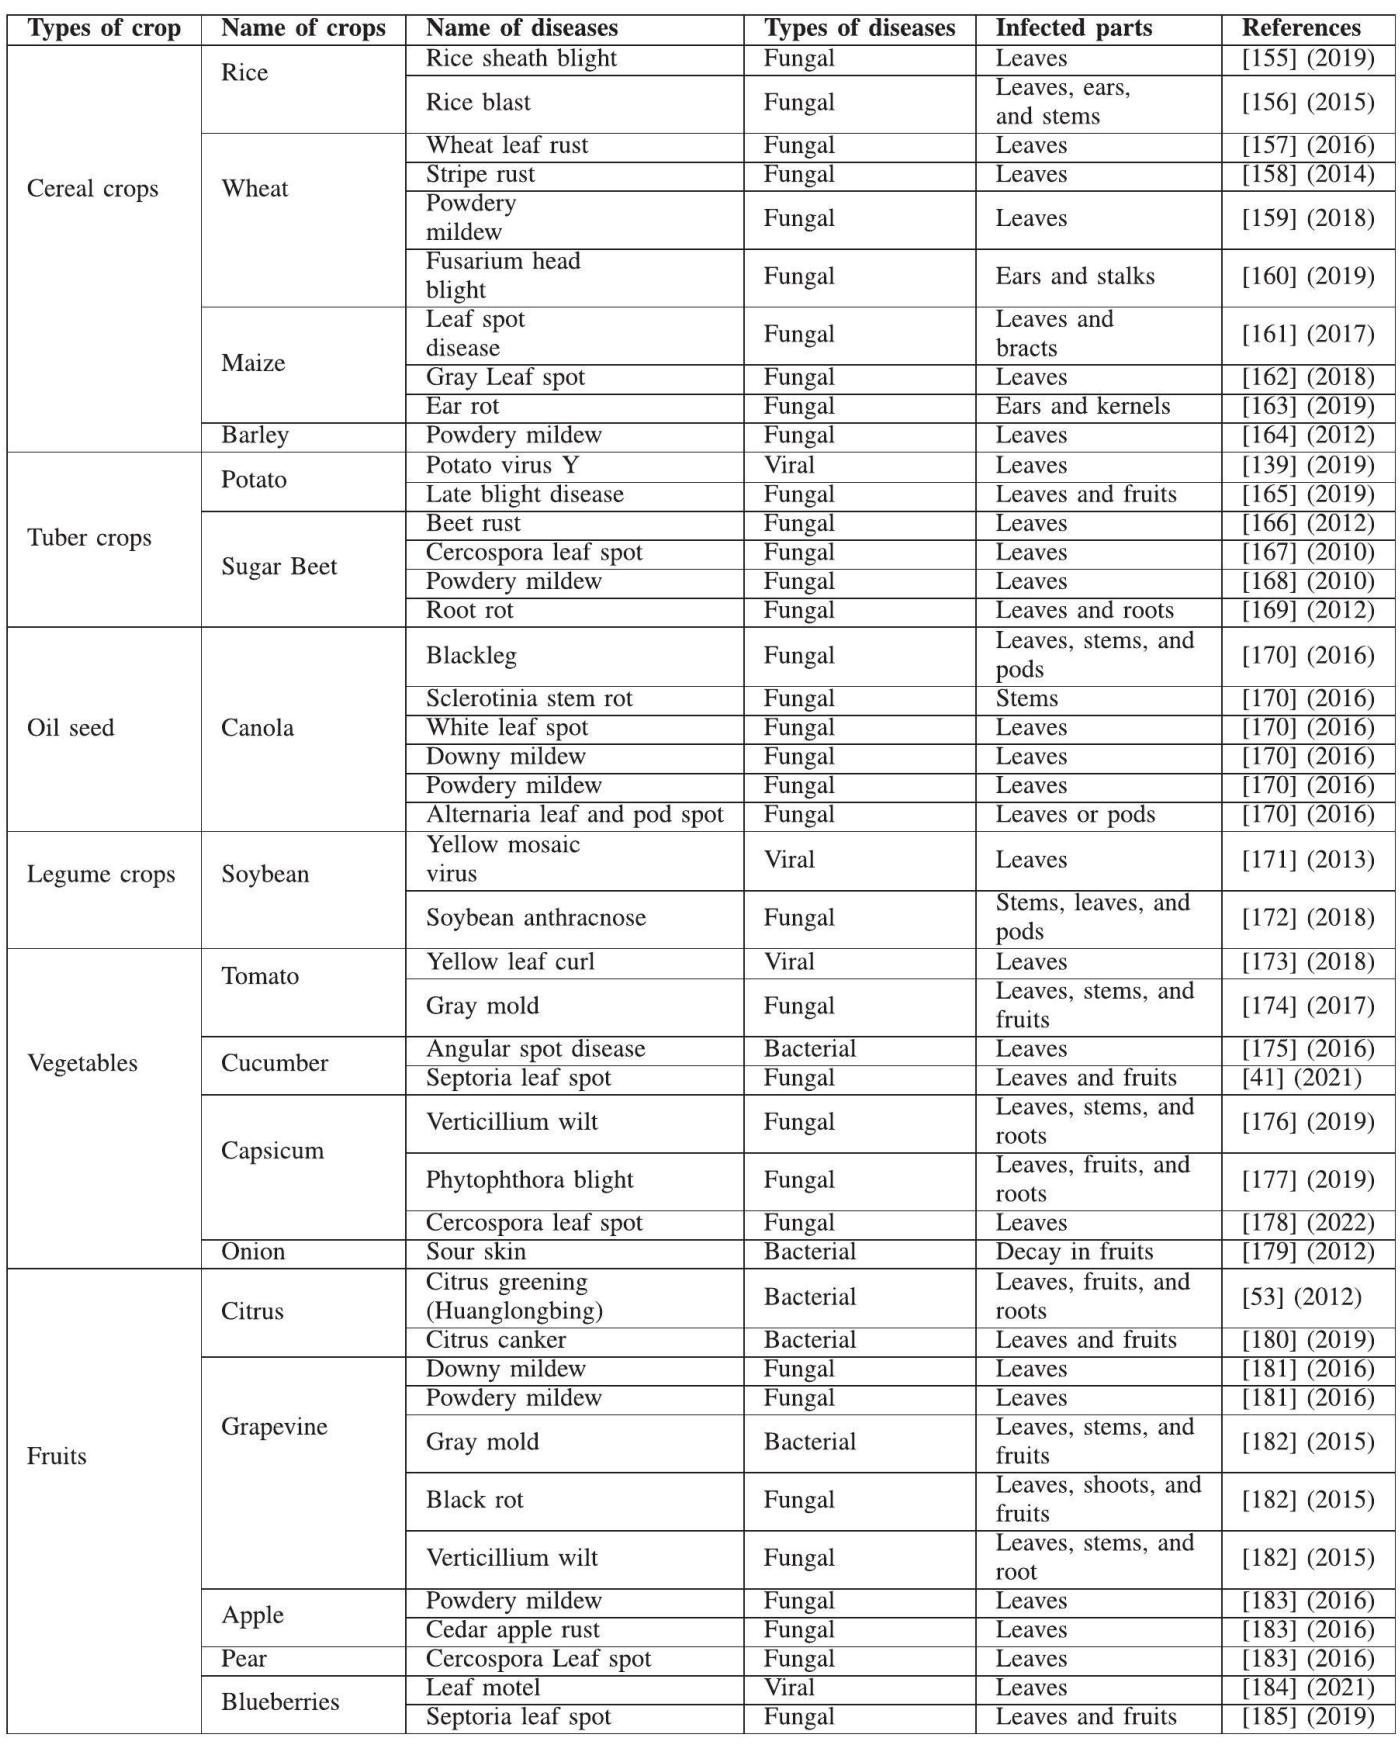 Types of crop Name of crops Name of diseases Types of diseases Infected parts References
Cereal crops Rice Rice sheath blight Fungal Leaves [155] (2019)
Rice blast Fungal Leaves, ears,
and stems [156] (2015)
Wheat Wheat leaf rust Fungal Leaves [157] (2016)
Stripe rust Fungal Leaves [158] (2014)
Powdery
mildew Fungal Leaves [159] (2018)
Fusarium head
blight Fungal Ears and stalks [160] (2019)
Maize Leaf spot
disease Fungal Leaves and
bracts [161] (2017)
Gray Leaf spot Fungal Leaves [162] (2018)
Ear rot Fungal Ears and kernels [163] (2019)
Barley Powdery mildew Fungal Leaves [164] (2012)
Tuber crops Potato Potato virus Y Viral Leaves [139] (2019)
Late blight disease Fungal Leaves and fruits [165] (2019)
Sugar Beet Beet rust Fungal Leaves [166] (2012)
Cercospora leaf spot Fungal Leaves [167] (2010)
Powdery mildew Fungal Leaves [168] (2010)
Root rot Fungal Leaves and roots [169] (2012)
Oil seed Canola Blackleg Fungal Leaves, stems, and
pods [170] (2016)
Sclerotinia stem rot Fungal Stems [170] (2016)
White leaf spot Fungal Leaves [170] (2016)
Downy mildew Fungal Leaves [170] (2016)
Powdery mildew Fungal Leaves [170] (2016)
Alternaria leaf and pod spot Fungal Leaves or pods [170] (2016)
Legume crops Soybean Yellow mosaic
virus Viral Leaves [171] (2013)
Soybean anthracnose Fungal Stems, leaves, and
pods [172] (2018)
Vegetables Tomato Yellow leaf curl Viral Leaves [173] (2018)
Gray mold Fungal Leaves, stems, and
fruits [174] (2017)
Cucumber Angular spot disease Bacterial Leaves [175] (2016)
Septoria leaf spot Fungal Leaves and fruits [41] (2021)
Capsicum Verticillium wilt Fungal Leaves, stems, and
roots [176] (2019)
Phytophthora blight Fungal Leaves, fruits, and
roots [177] (2019)
Cercospora leaf spot Fungal Leaves [178] (2022)
Onion Sour skin Bacterial Decay in fruits [179] (2012)
Fruits Citrus Citrus greening
(Huanglongbing) Bacterial Leaves, fruits, and
roots [53] (2012)
Citrus canker Bacterial Leaves and fruits [180] (2019)
Grapevine Downy mildew Fungal Leaves [181] (2016)
Powdery mildew Fungal Leaves [181] (2016)
Gray mold Bacterial Leaves, stems, and
fruits [182] (2015)
Black rot Fungal Leaves, shoots, and
fruits [182] (2015)
Verticillium wilt Fungal Leaves, stems, and
root [182] (2015)
Apple Powdery mildew Fungal Leaves [183] (2016)
Cedar apple rust Fungal Leaves [183] (2016)
Pear Cercospora Leaf spot Fungal Leaves [183] (2016)
Blueberries Leaf motel Viral Leaves [184] (2021)
Septoria leaf spot Fungal Leaves and fruits [185] (2019)